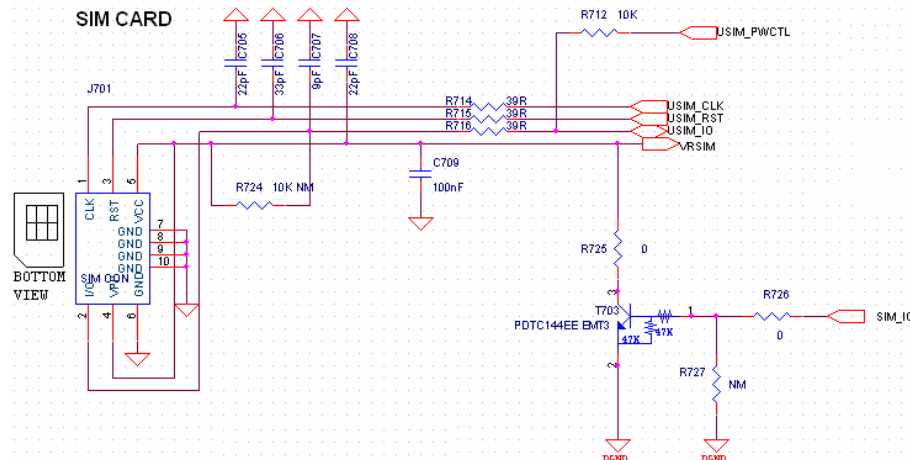 SIM CARD
C705
C706
C707
C708
22pF
33pF
9pF
22pF
R712 10K
USIM_PWCTL
J701
R714 39R
R715 39R
R716 39R
USIM_CLK
USIM_RST
USIM_IO
VRSIM
1
3
5
CLK
RST
VCC
R724 10K NM
C709
100nF
GND 7
GND 8
GND 9
GND 10
SIM CON
I/O
VPP
GND
2
4
6
BOTTOM
VIEW
R725 0
3
T703
PDTC144EE EMT3
47K
47K
1
2
R726
0
SIM_IO
R727
NM
DGND
DGND